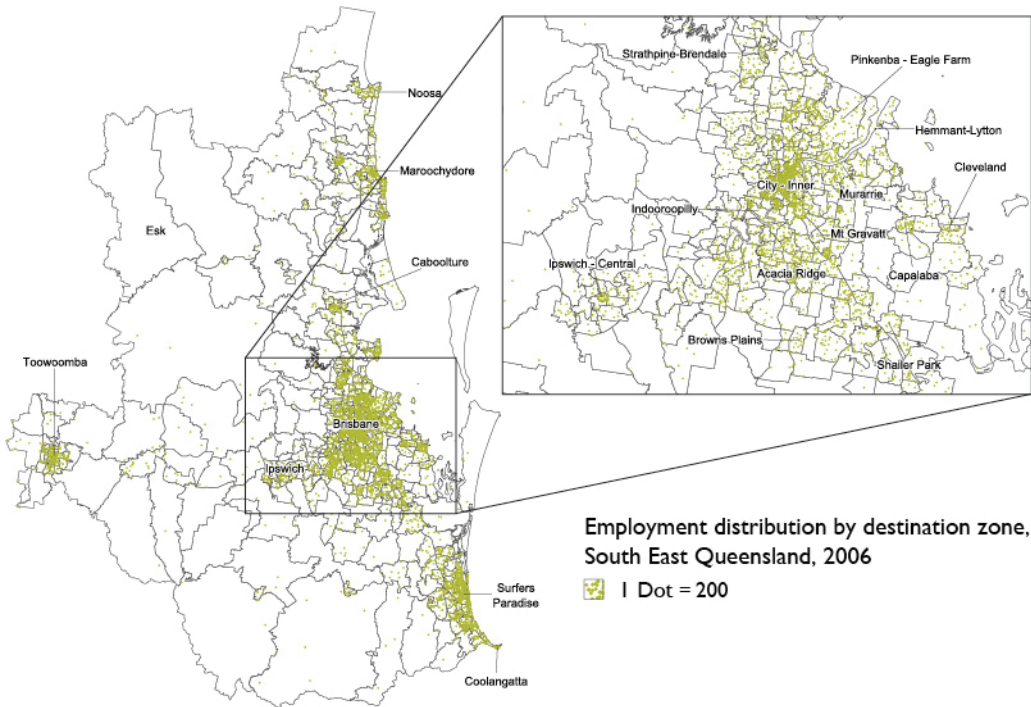 Strathpine-Brendale
Pinkenba - Eagle Farm
Hemmant-Lytton
Cleveland
City - Inner
Murarrie
Indooroopilly
Mt Gravatt
Ipswich - Central
Acacia Ridge
Capalaba
Browns Plains
Shailer Park
Noosa
Maroochydore
Esk
Caboolture
Toowoomba
Brisbane
Ipswich
Surfers
Paradise
Coolangatta
Employment distribution by destination zone,
South East Queensland, 2006
1 Dot = 200